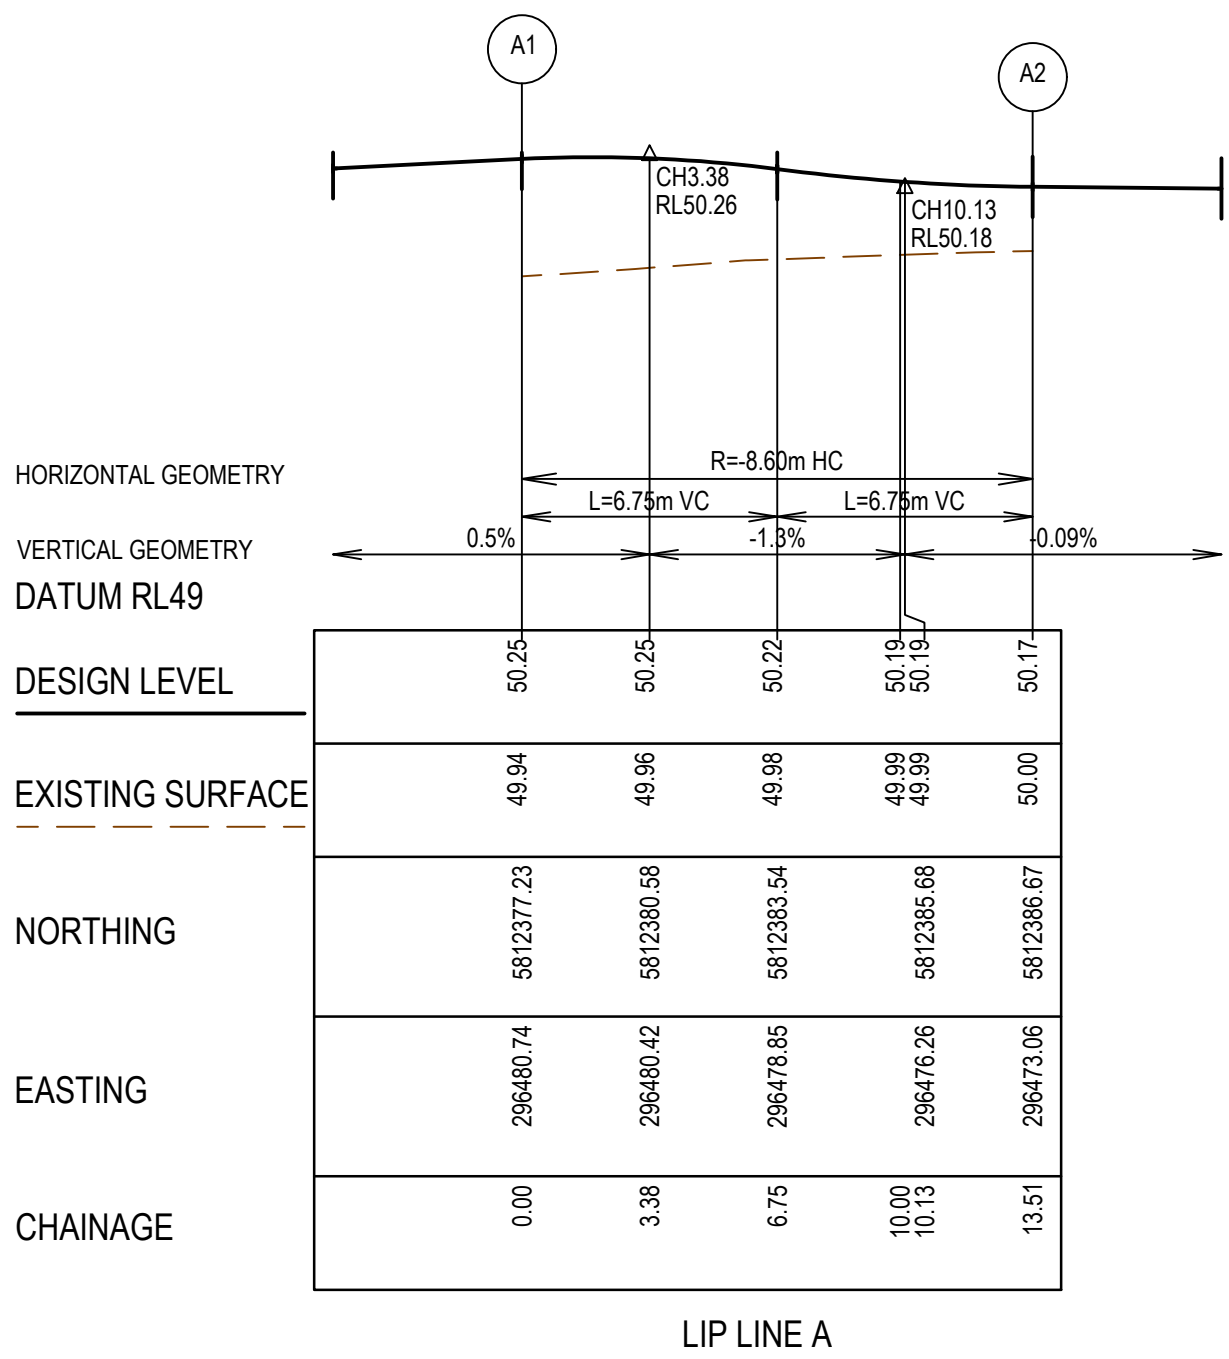 A1
A2
CH3.38
RL50.26
CH10.13
RL50.18
HORIZONTAL GEOMETRY
R=-8.60m HC
L=6.75m VC
L=6.75m VC
VERTICAL GEOMETRY
0.5%
-1.3%
-0.09%
DATUM RL49
DESIGN LEVEL
50.25
50.25
50.22
50.19
50.19
50.17
EXISTING SURFACE
49.94
49.96
49.98
49.99
49.99
50.00
NORTHING
5812377.23
5812380.58
5812383.54
5812385.68
5812386.67
EASTING
296480.74
296480.42
296478.85
296476.26
296473.06
CHAINAGE
0.00
3.38
6.75
10.00
10.13
13.51
LIP LINE A